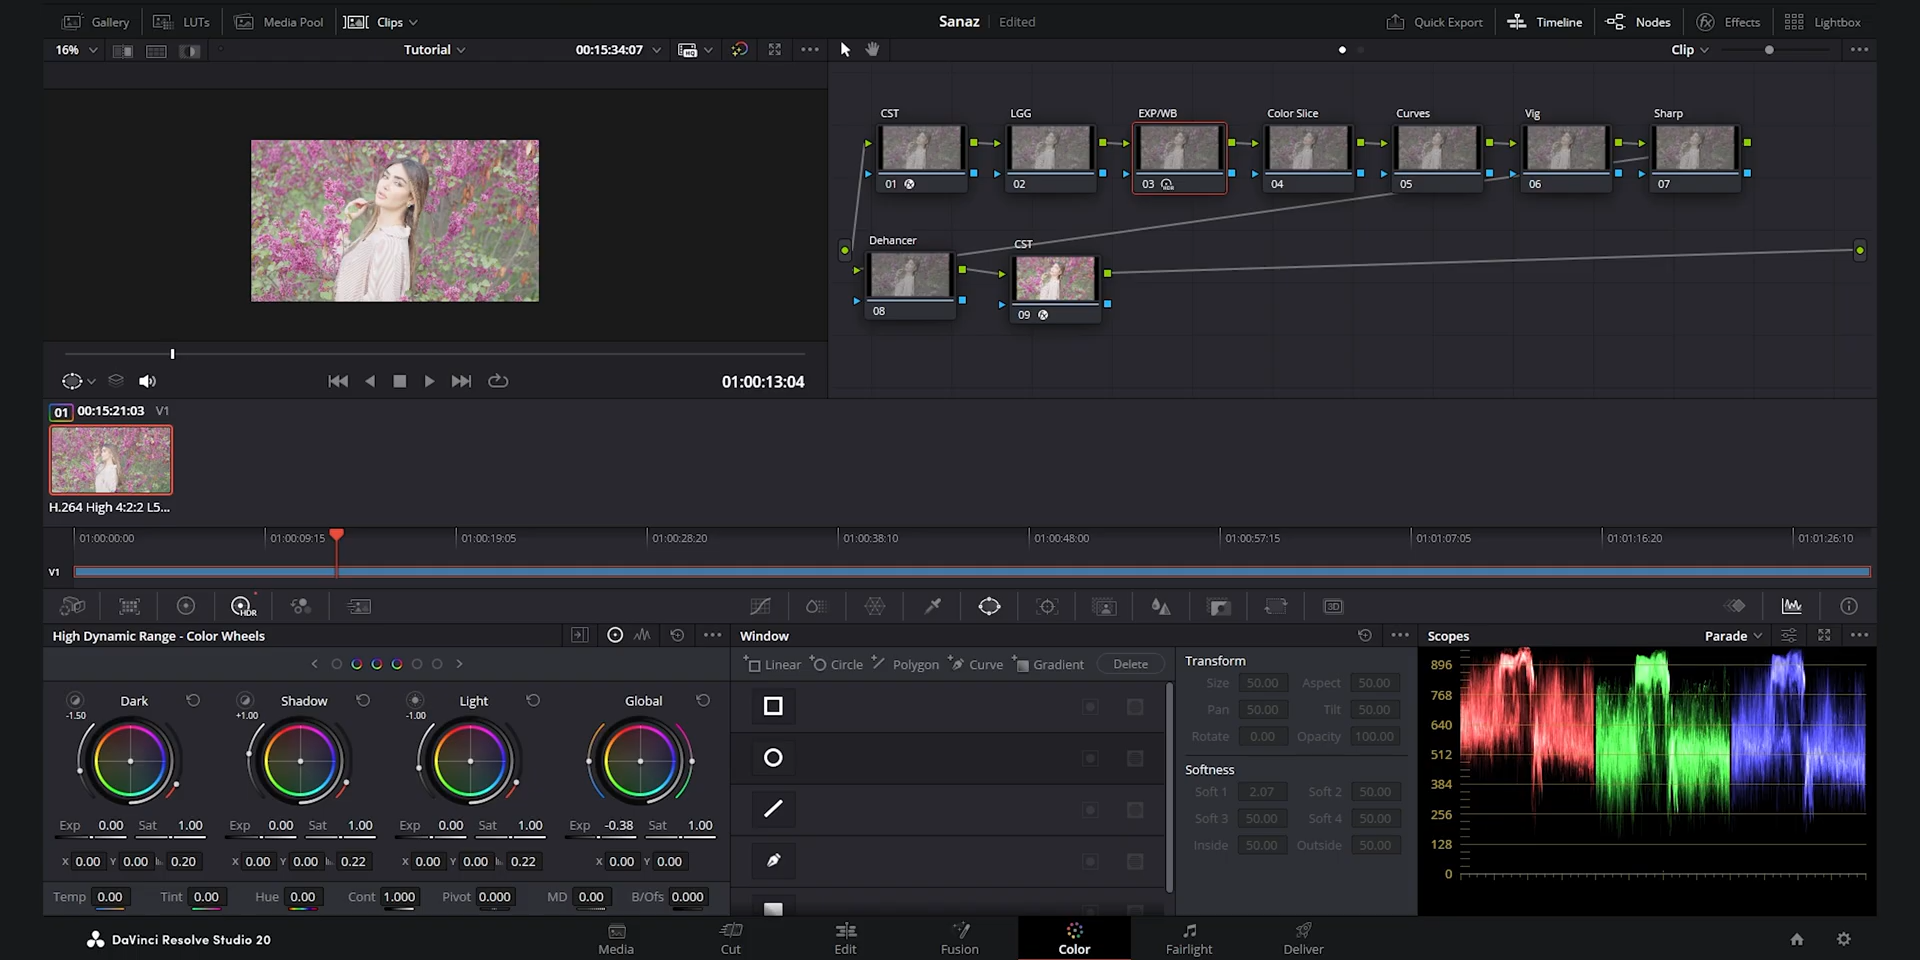 Gallery LUTs Media Pool Clips Sanaz Edited Quick Export Timeline Nodes Effects Lightbox
16% Tutorial 00:15:34:07 Clip
CST LGG EXP/WB Color Slice Curves Vig Sharp
01 02 03 04 05 06 07
Dehancer CST
08 09
01:00:13:04
01 00:15:21:03 V1
H.264 High 4:2:2 L5...
01:00:00:00 01:00:09:15 01:00:19:05 01:00:28:20 01:00:38:10 01:00:48:00 01:00:57:15 01:01:07:05 01:01:16:20 01:01:26:10
V1
HDR 3D
High Dynamic Range - Color Wheels
Dark Shadow Light Global
-1.50 +1.00 -1.00
Exp 0.00 Sat 1.00 Exp 0.00 Sat 1.00 Exp 0.00 Sat 1.00 Exp -0.38 Sat 1.00
X 0.00 Y 0.00 0.20 X 0.00 Y 0.00 0.22 X 0.00 Y 0.00 0.22 X 0.00 Y 0.00
Temp 0.00 Tint 0.00 Hue 0.00 Cont 1.000 Pivot 0.000 MD 0.00 B/Ofs 0.000
Window
Linear Circle Polygon Curve Gradient Delete
Transform
Size 50.00 Aspect 50.00
Pan 50.00 Tilt 50.00
Rotate 0.00 Opacity 100.00
Softness
Soft 1 2.07 Soft 2 50.00
Soft 3 50.00 Soft 4 50.00
Inside 50.00 Outside 50.00
Scopes Parade
896
768
640
512
384
256
128
0
DaVinci Resolve Studio 20 Media Cut Edit Fusion Color Fairlight Deliver